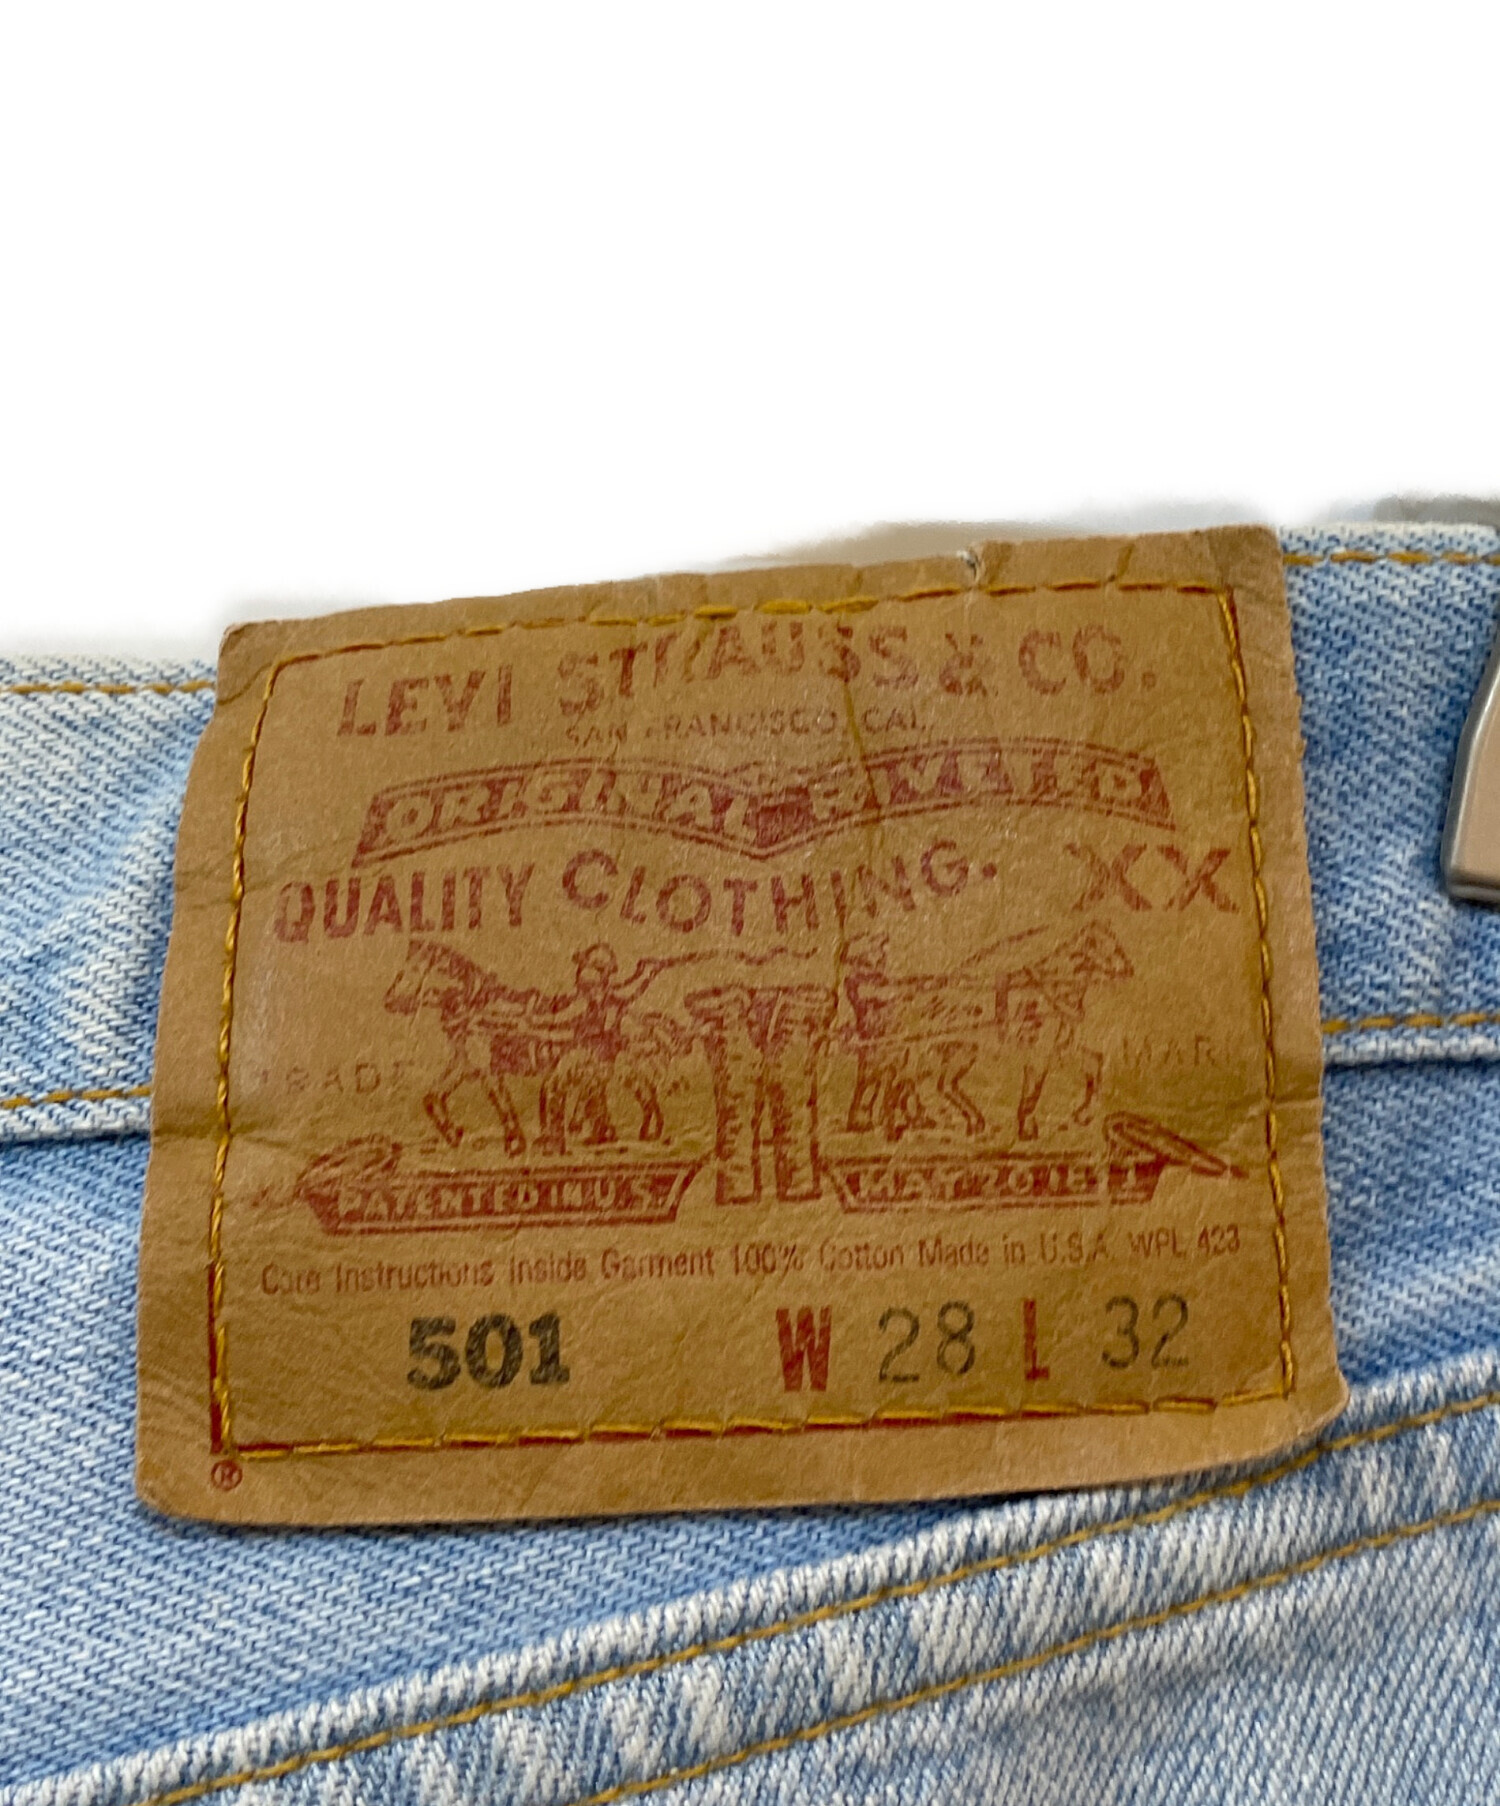 LEVI STRAUSS & CO.
SAN FRANCISCO, CAL.
ORIGINAL RIVETED
QUALITY CLOTHING. XX
TRADE MARK
PATENTED IN U.S. MAY 20 1873
Care Instructions Inside Garment 100% Cotton Made in U.S.A. WPL 423
501 W 28 L 32
®